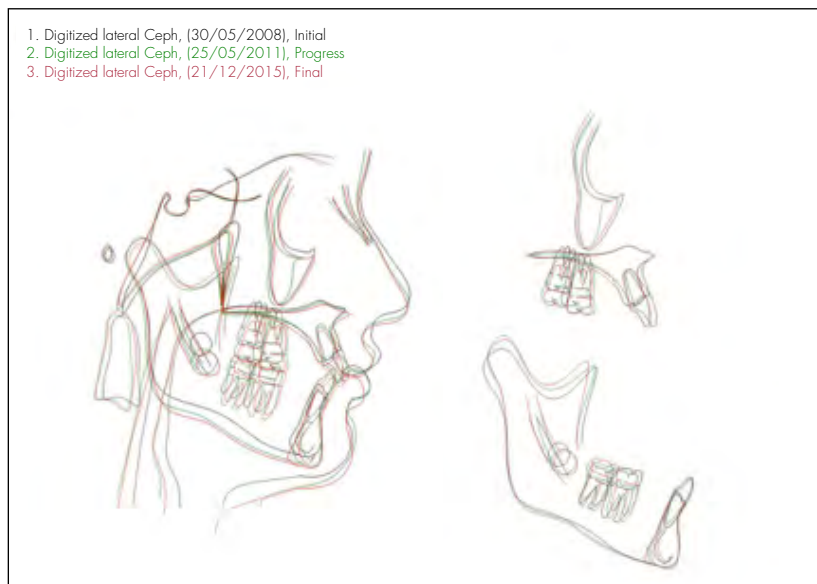 1. Digitized lateral Ceph, (30/05/2008), Initial
2. Digitized lateral Ceph, (25/05/2011), Progress
3. Digitized lateral Ceph, (21/12/2015), Final